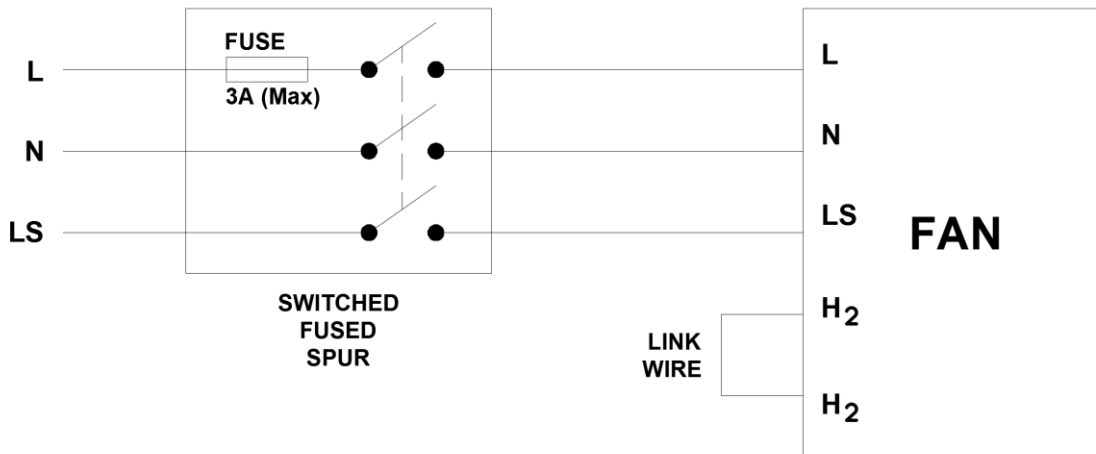 FUSE
3A (Max)
L
N
LS
SWITCHED
FUSED
SPUR
L
N
LS
H2
H2
FAN
LINK
WIRE